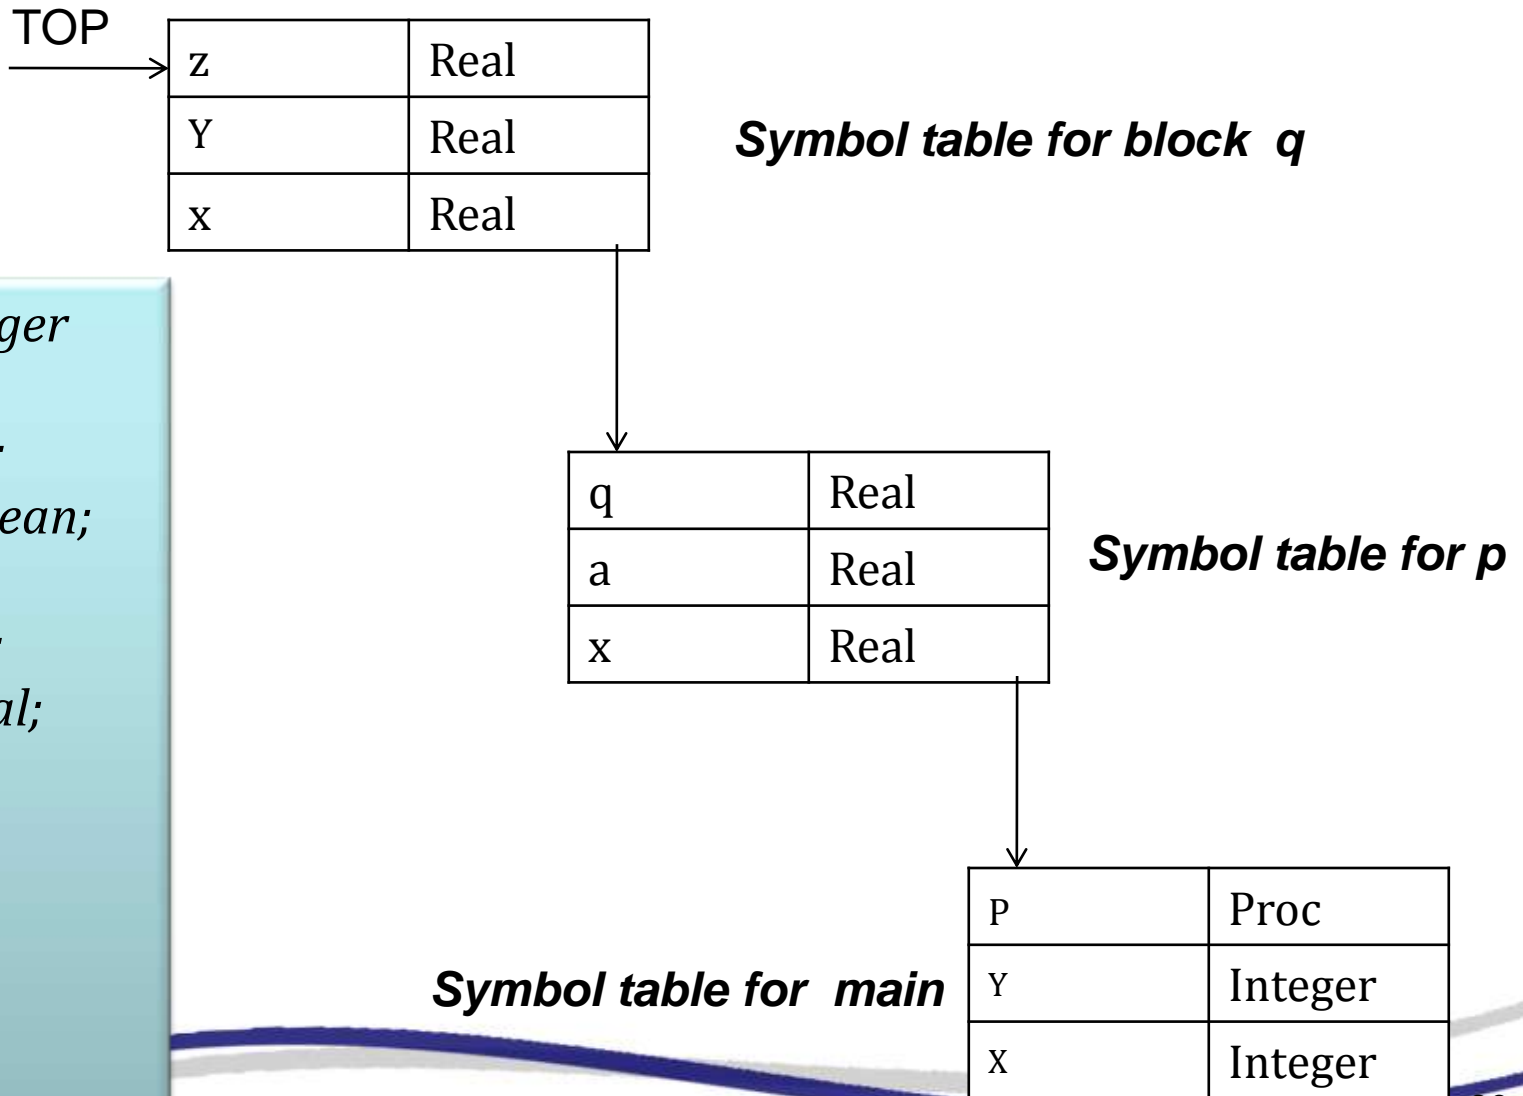 TOP
z Real
Y Real
x Real
Symbol table for block q
ger
ean;
al;
q Real
a Real
x Real
Symbol table for p
P Proc
Y Integer
X Integer
Symbol table for main